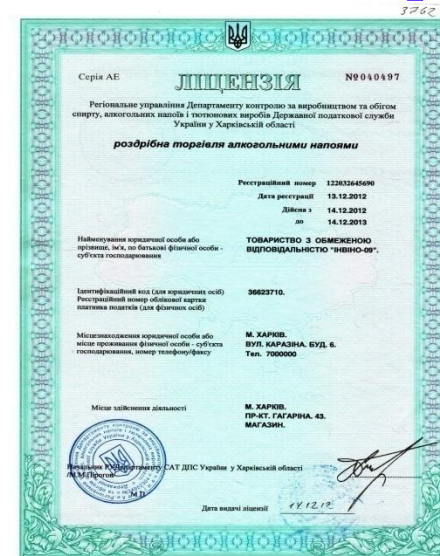 3762
Серія АЕ
ЛІЦЕНЗІЯ
№040497
Регіональне управління Департаменту контролю за виробництвом та обігом
спирту, алкогольних напоїв і тютюнових виробів Державної податкової служби
України у Харківській області
роздрібна торгівля алкогольними напоями
Реєстраційний номер 122032645690
Дата реєстрації 13.12.2012
Дійсна з 14.12.2012
до 14.12.2013
Найменування юридичної особи або
прізвище, ім'я, по батькові фізичної особи -
суб'єкта господарювання
ТОВАРИСТВО З ОБМЕЖЕНОЮ
ВІДПОВІДАЛЬНІСТЮ "ІНВІНО-09".
Ідентифікаційний код (для юридичних осіб)
Реєстраційний номер облікової картки
платника податків (для фізичних осіб)
36623710.
Місцезнаходження юридичної особи або
місце проживання фізичної особи - суб'єкта
господарювання, номер телефону/факсу
М. ХАРКІВ.
ВУЛ. КАРАЗІНА. БУД. 6.
Тел. 7000000
Місце здійснення діяльності
М. ХАРКІВ.
ПР-КТ. ГАГАРІНА. 43.
МАГАЗИН.
Начальник РУ Департаменту САТ ДПС України у Харківській області
М.М.Пирогов
М.П.
Дата видачі ліцензії
14.12.12